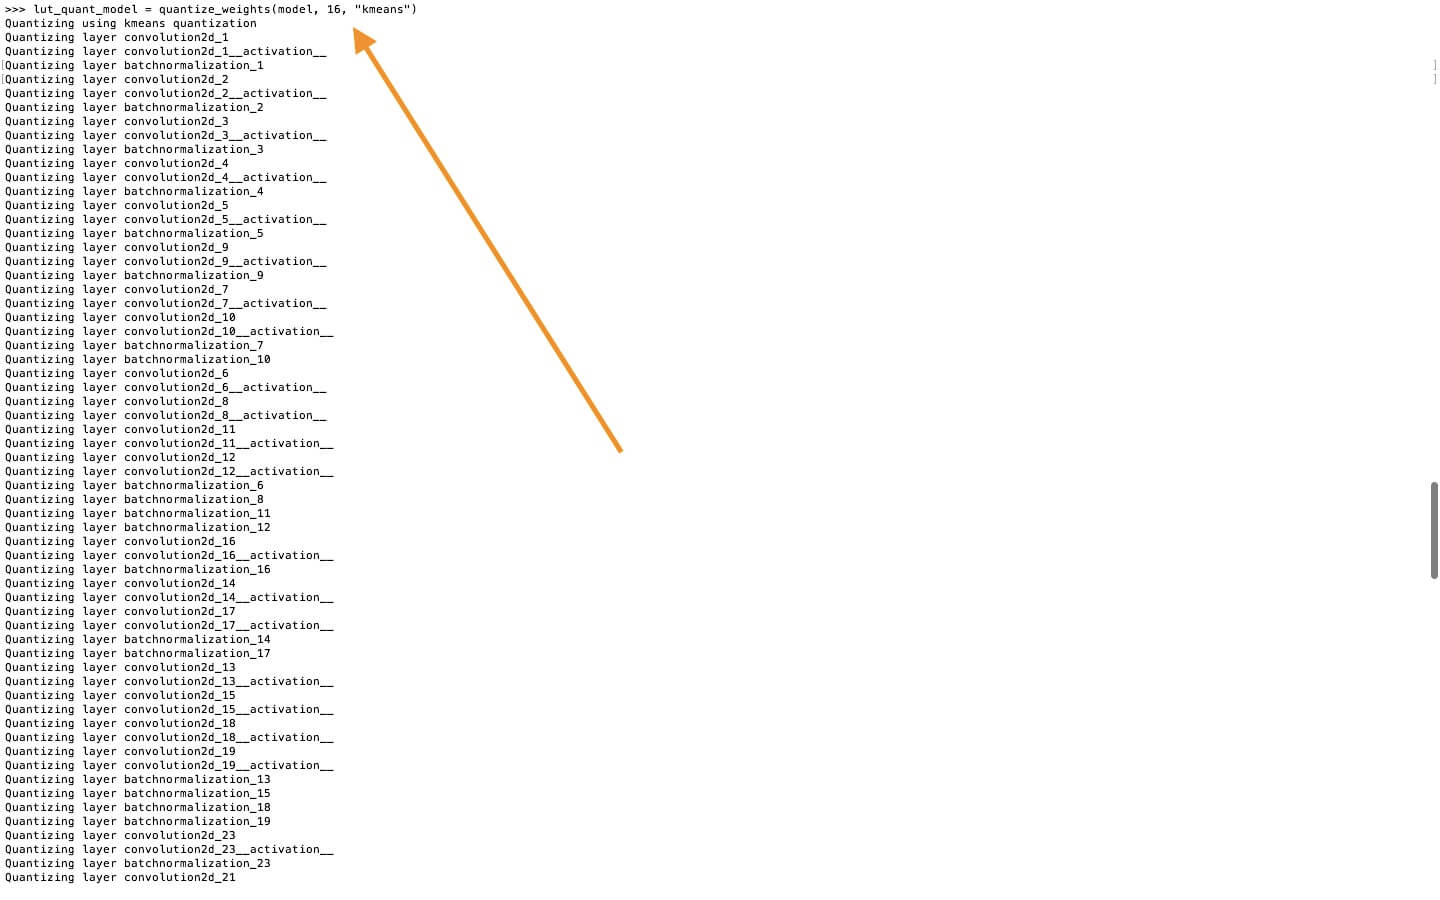 >>> lut_quant_model = quantize_weights(model, 16, "kmeans")
Quantizing using kmeans quantization
Quantizing layer convolution2d_1
Quantizing layer convolution2d_1__activation__
[Quantizing layer batchnormalization_1 ]
[Quantizing layer convolution2d_2 ]
Quantizing layer convolution2d_2__activation__
Quantizing layer batchnormalization_2
Quantizing layer convolution2d_3
Quantizing layer convolution2d_3__activation__
Quantizing layer batchnormalization_3
Quantizing layer convolution2d_4
Quantizing layer convolution2d_4__activation__
Quantizing layer batchnormalization_4
Quantizing layer convolution2d_5
Quantizing layer convolution2d_5__activation__
Quantizing layer batchnormalization_5
Quantizing layer convolution2d_9
Quantizing layer convolution2d_9__activation__
Quantizing layer batchnormalization_9
Quantizing layer convolution2d_7
Quantizing layer convolution2d_7__activation__
Quantizing layer convolution2d_10
Quantizing layer convolution2d_10__activation__
Quantizing layer batchnormalization_7
Quantizing layer batchnormalization_10
Quantizing layer convolution2d_6
Quantizing layer convolution2d_6__activation__
Quantizing layer convolution2d_8
Quantizing layer convolution2d_8__activation__
Quantizing layer convolution2d_11
Quantizing layer convolution2d_11__activation__
Quantizing layer convolution2d_12
Quantizing layer convolution2d_12__activation__
Quantizing layer batchnormalization_6
Quantizing layer batchnormalization_8
Quantizing layer batchnormalization_11
Quantizing layer batchnormalization_12
Quantizing layer convolution2d_16
Quantizing layer convolution2d_16__activation__
Quantizing layer batchnormalization_16
Quantizing layer convolution2d_14
Quantizing layer convolution2d_14__activation__
Quantizing layer convolution2d_17
Quantizing layer convolution2d_17__activation__
Quantizing layer batchnormalization_14
Quantizing layer batchnormalization_17
Quantizing layer convolution2d_13
Quantizing layer convolution2d_13__activation__
Quantizing layer convolution2d_15
Quantizing layer convolution2d_15__activation__
Quantizing layer convolution2d_18
Quantizing layer convolution2d_18__activation__
Quantizing layer convolution2d_19
Quantizing layer convolution2d_19__activation__
Quantizing layer batchnormalization_13
Quantizing layer batchnormalization_15
Quantizing layer batchnormalization_18
Quantizing layer batchnormalization_19
Quantizing layer convolution2d_23
Quantizing layer convolution2d_23__activation__
Quantizing layer batchnormalization_23
Quantizing layer convolution2d_21